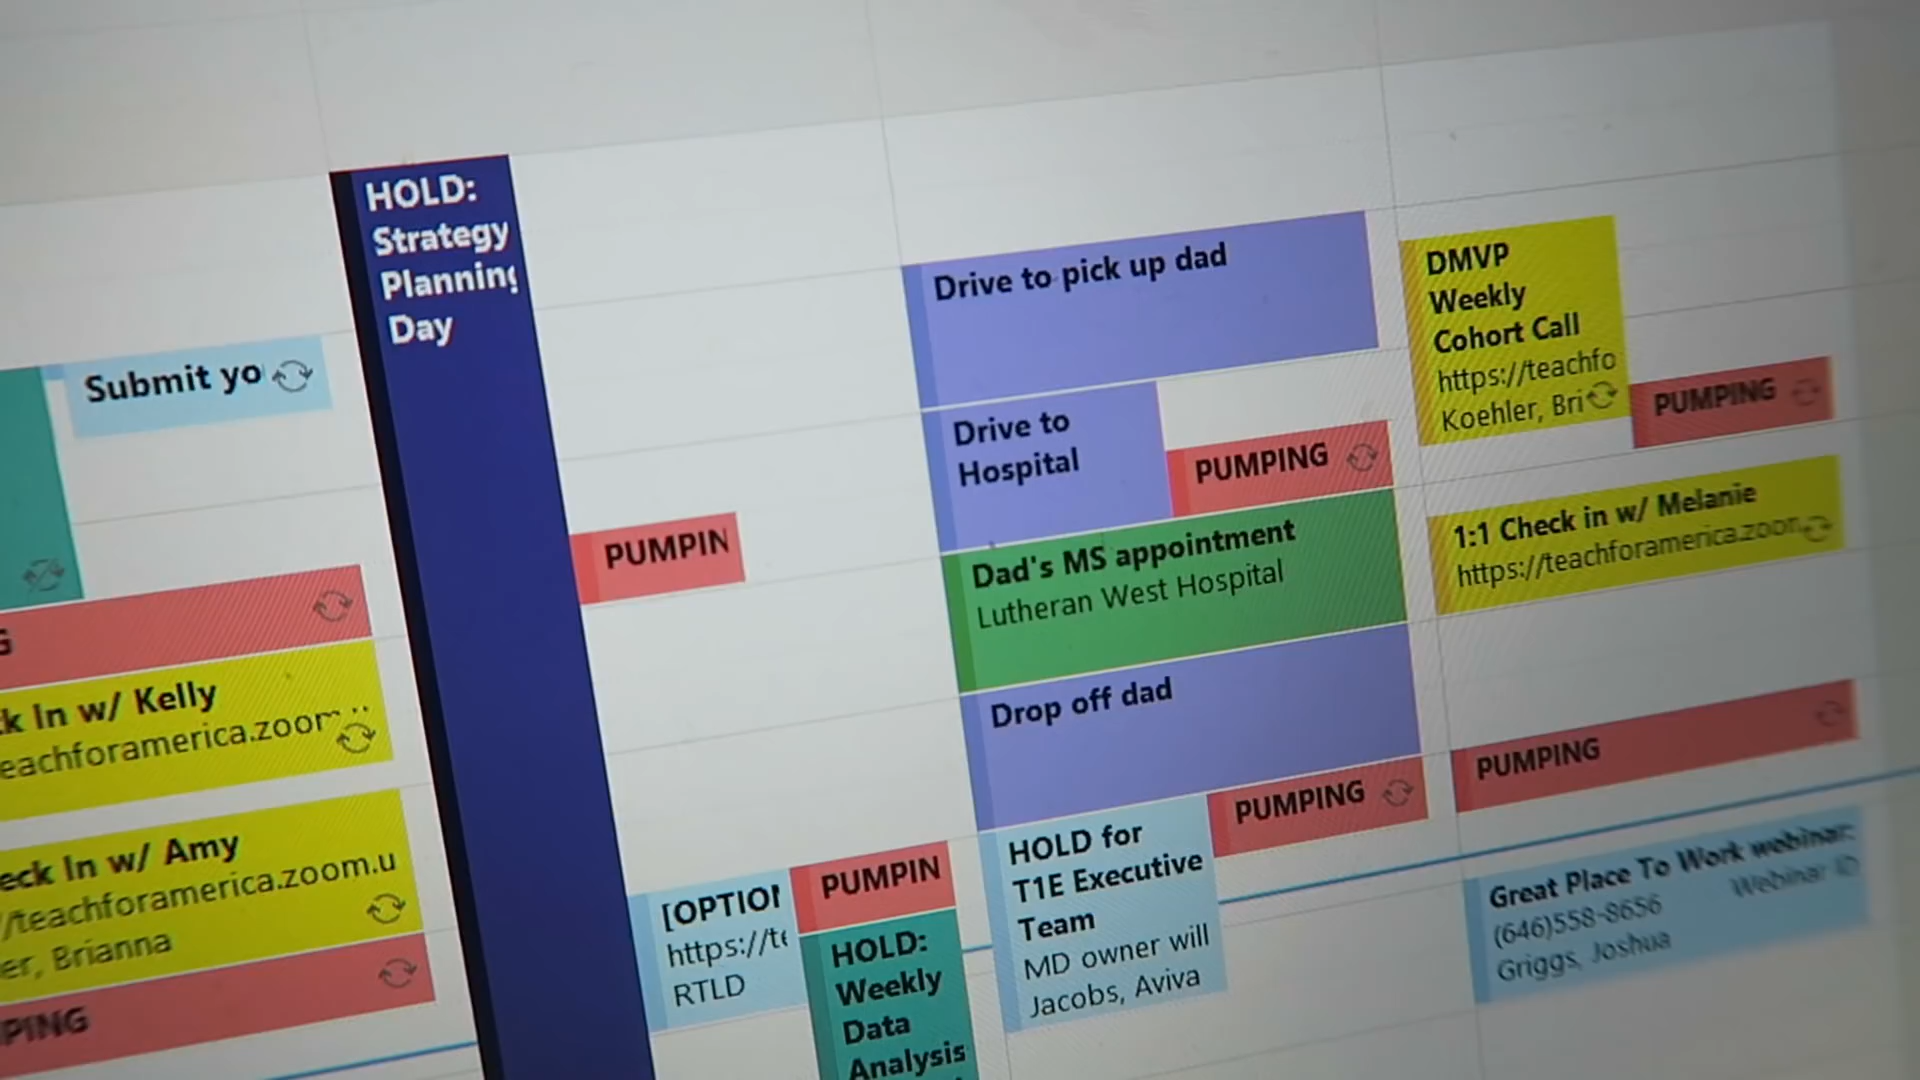 Submit yo
G
k In w/ Kelly
eachforamerica.zoom
eck In w/ Amy
/teachforamerica.zoom.u
er, Brianna
PING
HOLD:
Strategy
Planning
Day
PUMPIN
[OPTION
https://te
RTLD
PUMPIN
HOLD:
Weekly
Data
Analysis
Drive to pick up dad
Drive to
Hospital
PUMPING
Dad's MS appointment
Lutheran West Hospital
Drop off dad
PUMPING
HOLD for
T1E Executive
Team
MD owner will
Jacobs, Aviva
DMVP
Weekly
Cohort Call
https://teachfo
Koehler, Bri
PUMPING
1:1 Check in w/ Melanie
https://teachforamerica.zoom
PUMPING
Great Place To Work webinar:
(646)558-8656 Webinar ID
Griggs, Joshua